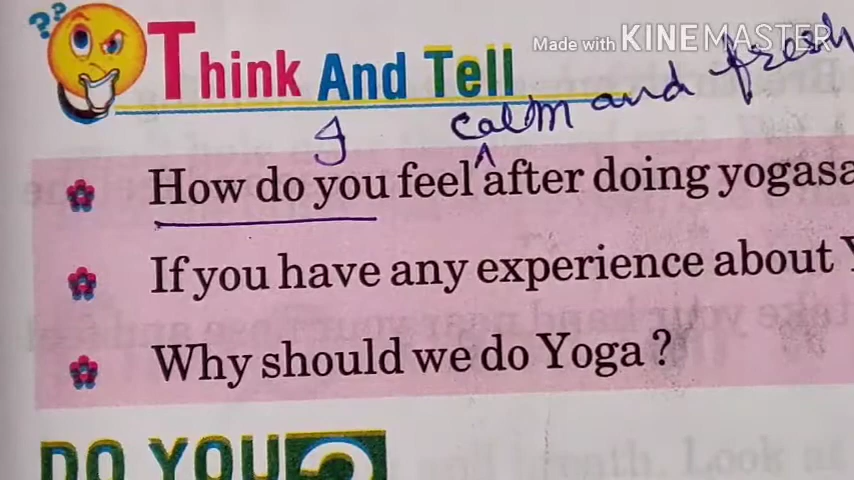 ??
Made with KINEMASTER
Think And Tell
I calm and fresh
How do you feel after doing yogasa
If you have any experience about Y
Why should we do Yoga ?
DO YOU ?